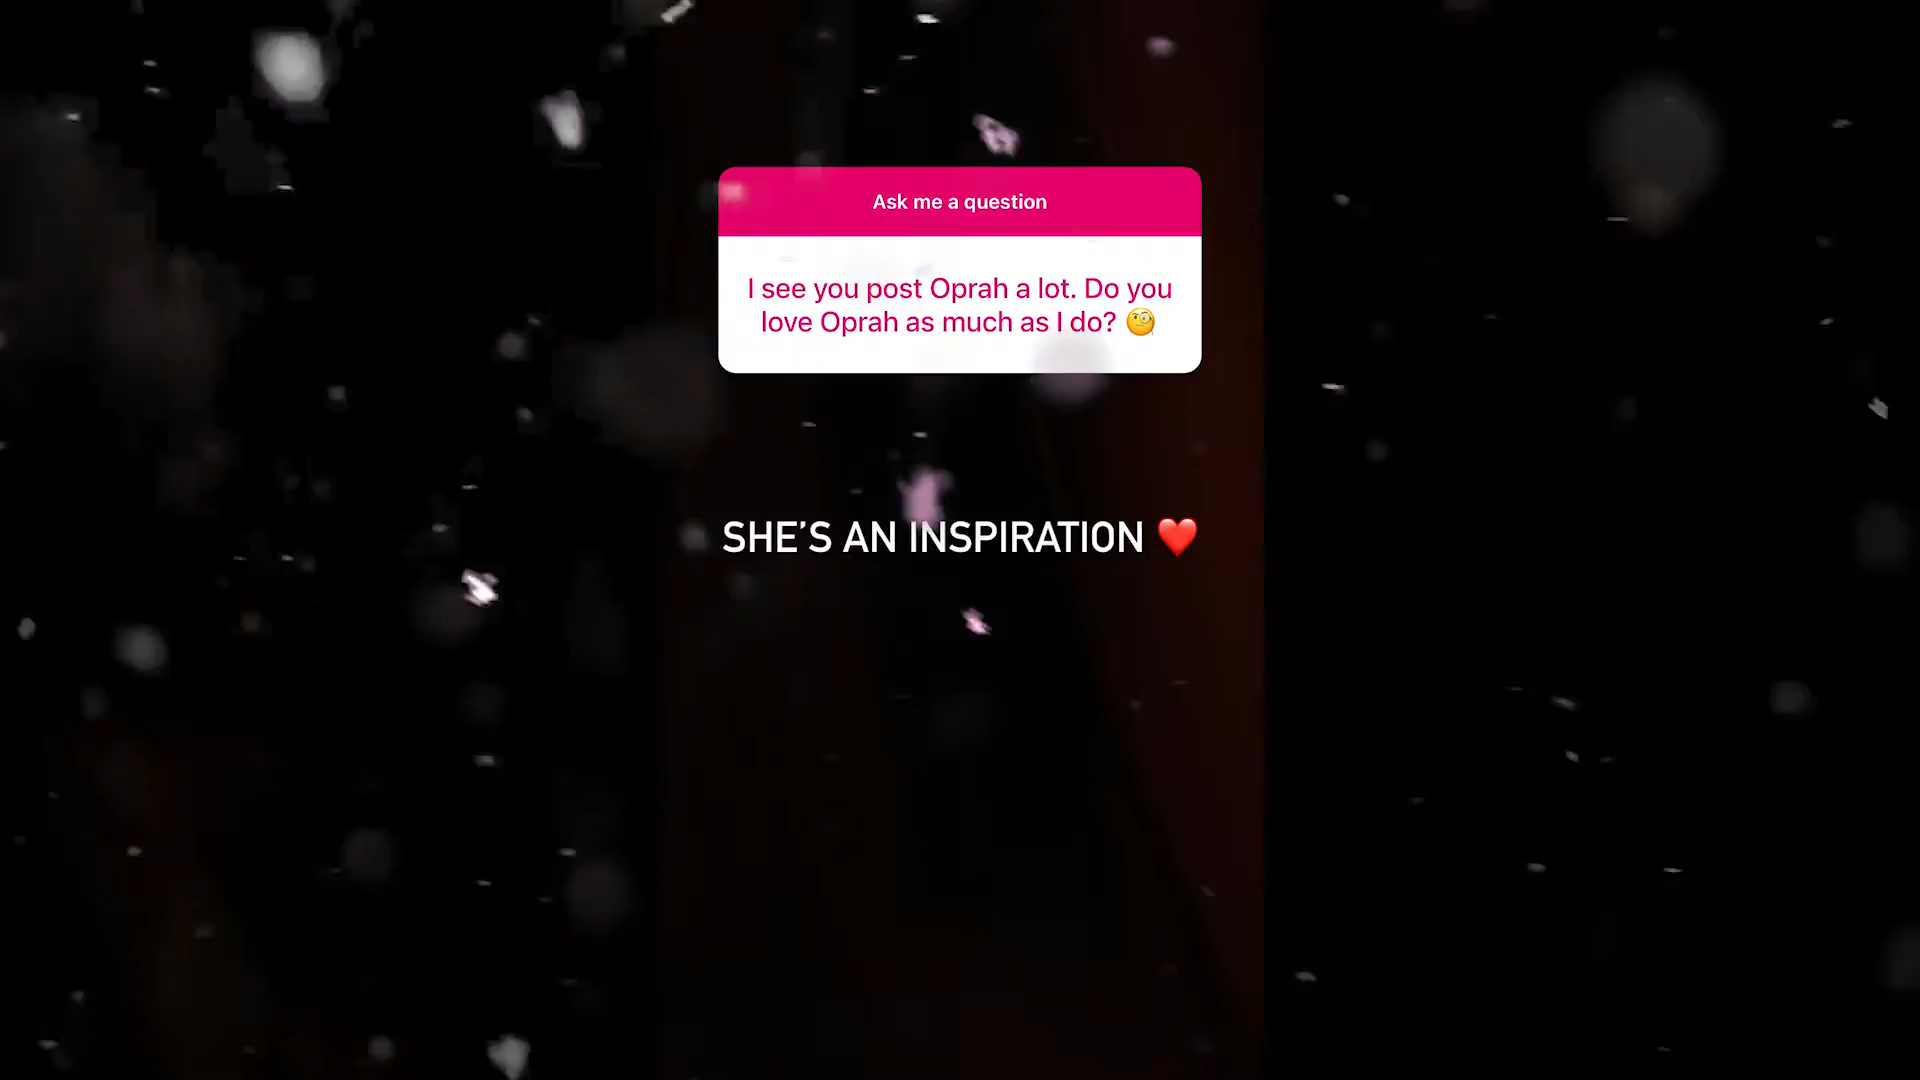 Ask me a question
I see you post Oprah a lot. Do you
love Oprah as much as I do? 🧐
SHE’S AN INSPIRATION ❤️